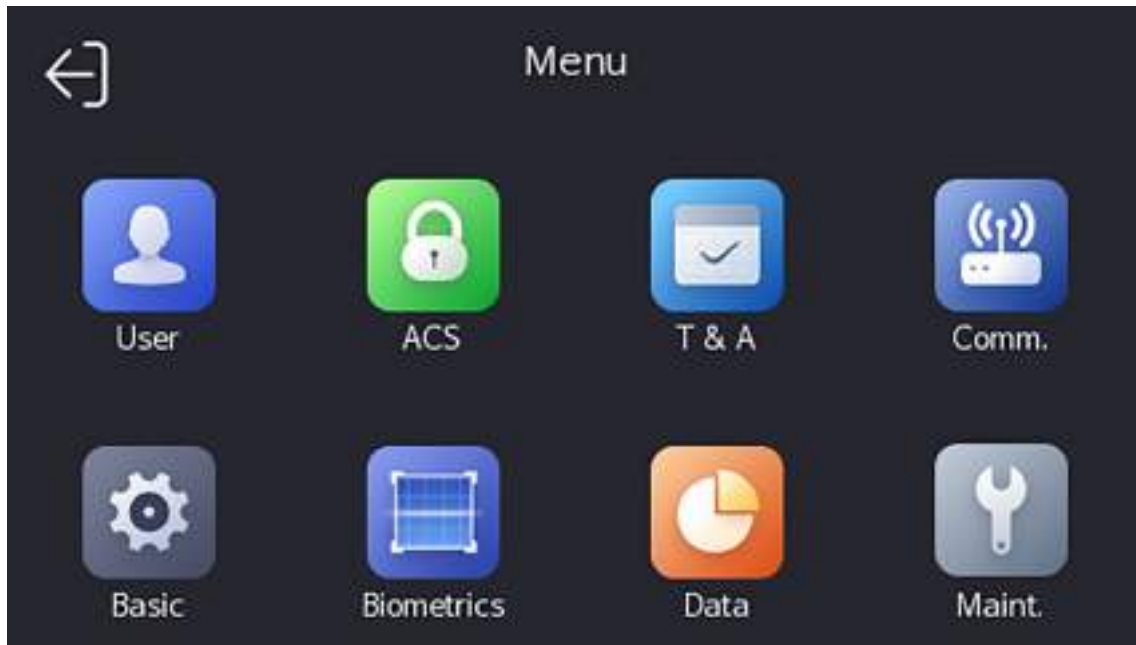 Menu
User
ACS
T & A
Comm.
Basic
Biometrics
Data
Maint.